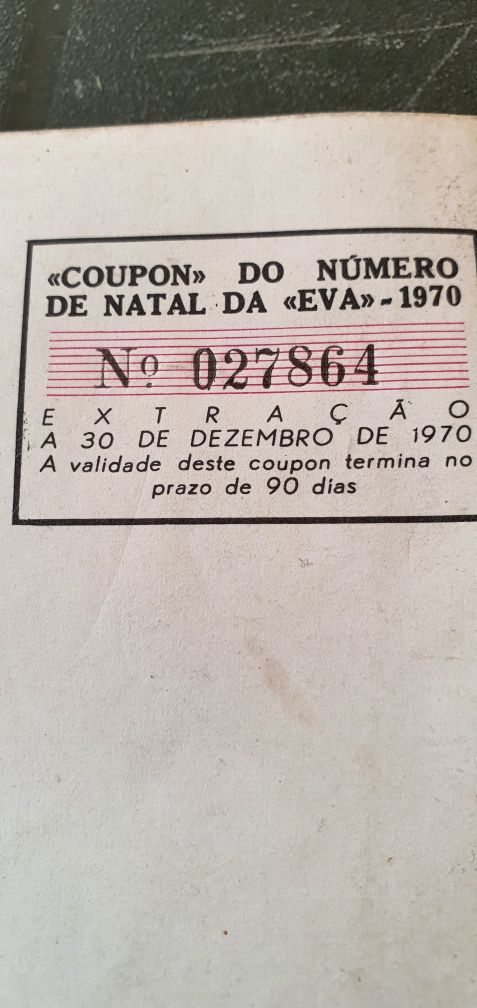 «COUPON» DO NÚMERO
DE NATAL DA «EVA» - 1970
Nº 027864
EXTRAÇÃO
A 30 DE DEZEMBRO DE 1970
A validade deste coupon termina no
prazo de 90 dias